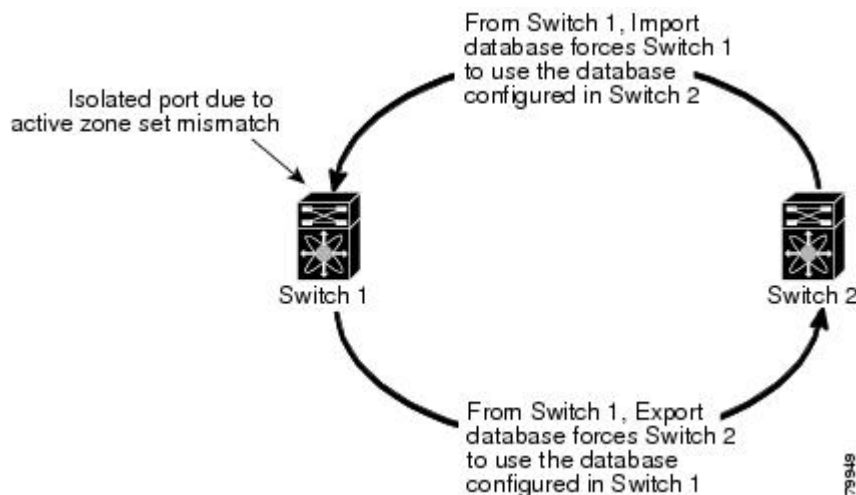 From Switch 1, Import
database forces Switch 1
to use the database
configured in Switch 2
Isolated port due to
active zone set mismatch
Switch 1
Switch 2
From Switch 1, Export
database forces Switch 2
to use the database
configured in Switch 1
79949